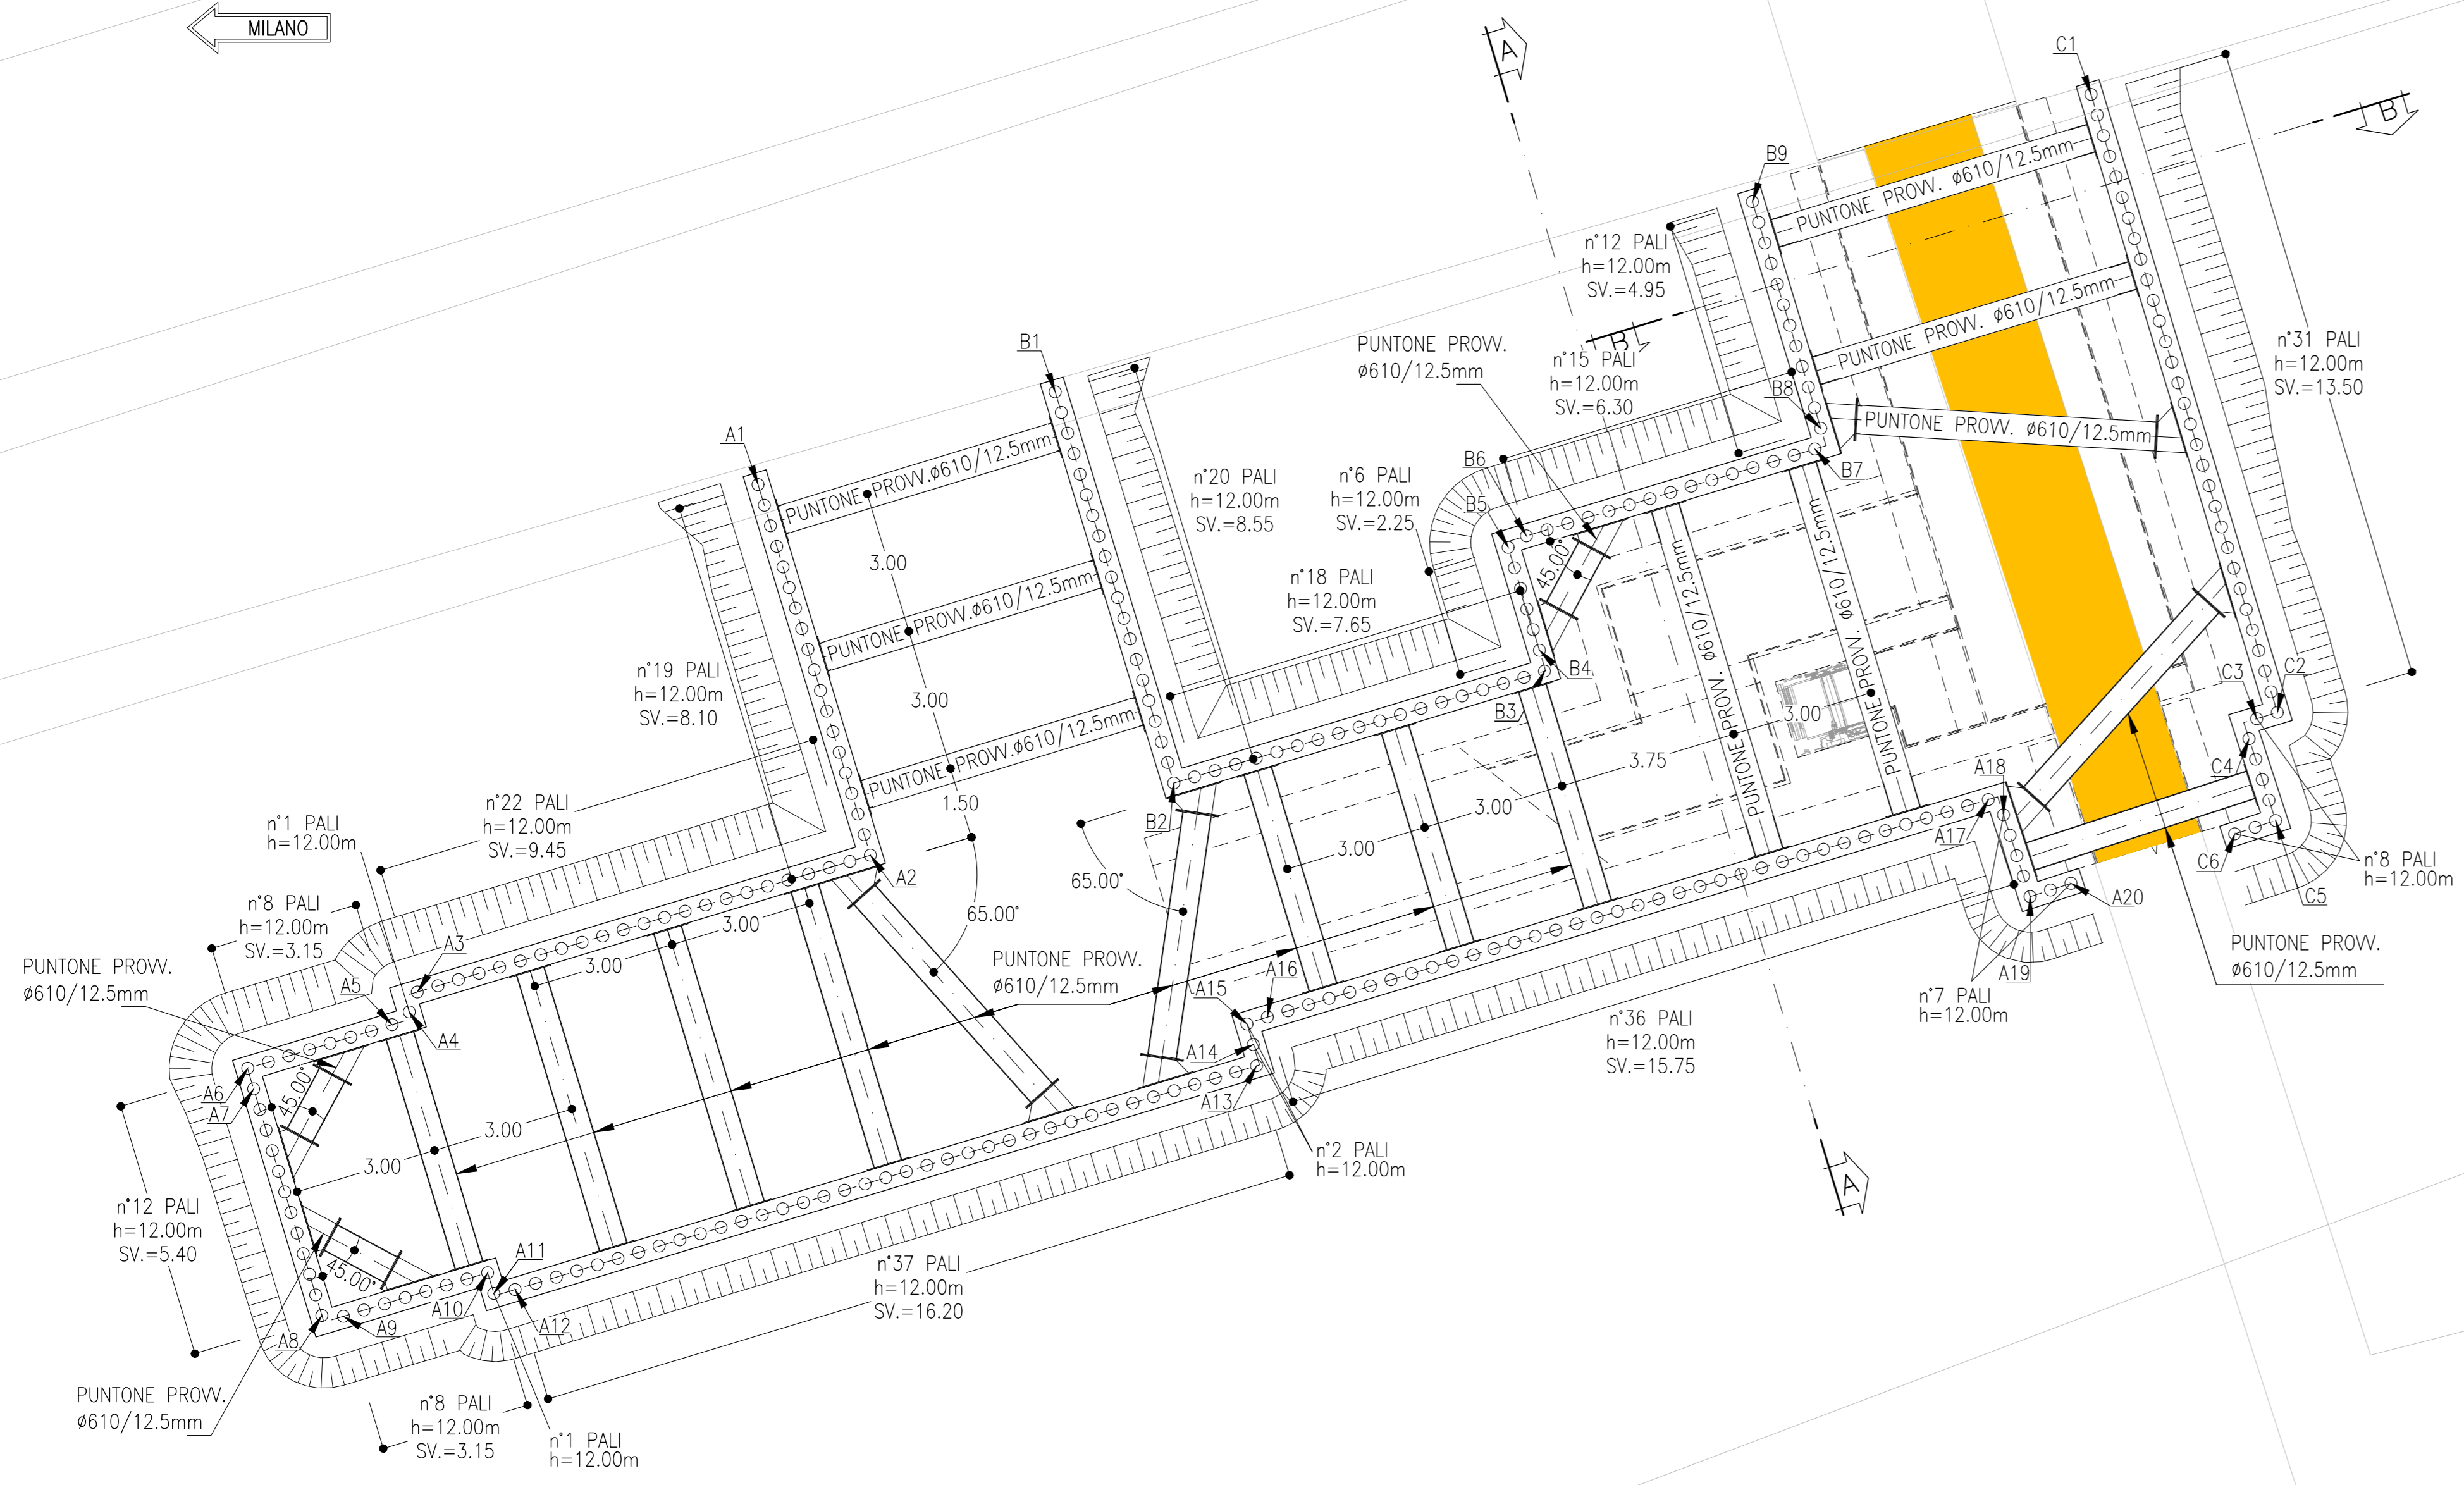 MILANO
A
C1
B
B9
PUNTONE PROVV. ø610/12.5mm
n°12 PALI
h=12.00m
SV.=4.95
PUNTONE PROVV. ø610/12.5mm
B
PUNTONE PROVV.
ø610/12.5mm
n°15 PALI
h=12.00m
SV.=6.30
B8
n°31 PALI
h=12.00m
SV.=13.50
PUNTONE PROVV. ø610/12.5mm
B1
A1
PUNTONE PROVV.ø610/12.5mm
3.00
n°20 PALI
h=12.00m
SV.=8.55
n°6 PALI
h=12.00m
SV.=2.25
B6
B5
B7
45.00°
PUNTONE PROVV. ø610/12.5mm
PUNTONE PROVV. ø610/12.5mm
n°18 PALI
h=12.00m
SV.=7.65
PUNTONE PROVV.ø610/12.5mm
3.00
n°19 PALI
h=12.00m
SV.=8.10
B4
B3
3.00
C3
C2
PUNTONE PROVV.ø610/12.5mm
1.50
3.75
A18
C4
n°1 PALI
h=12.00m
n°22 PALI
h=12.00m
SV.=9.45
B2
3.00
A17
3.00
C6
n°8 PALI
h=12.00m
A2
65.00°
65.00°
C5
A20
n°8 PALI
h=12.00m
SV.=3.15
A3
3.00
3.00
PUNTONE PROVV.
ø610/12.5mm
PUNTONE PROVV.
ø610/12.5mm
A5
A4
PUNTONE PROVV.
ø610/12.5mm
A15
A16
A19
n°7 PALI
h=12.00m
n°36 PALI
h=12.00m
SV.=15.75
A14
A6
A7
45.00°
A13
3.00
3.00
n°2 PALI
h=12.00m
A
n°12 PALI
h=12.00m
SV.=5.40
45.00°
A11
n°37 PALI
h=12.00m
SV.=16.20
A10
A12
A8
A9
PUNTONE PROVV.
ø610/12.5mm
n°8 PALI
h=12.00m
SV.=3.15
n°1 PALI
h=12.00m